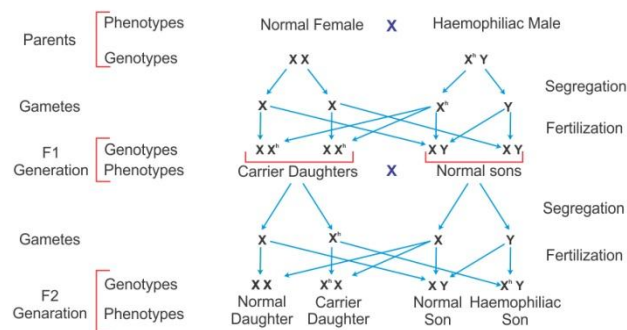 Parents
Phenotypes
Genotypes
Normal Female X Haemophiliac Male
X X Xʰ Y
Segregation
Gametes
X X Xʰ Y
Fertilization
F1
Generation
Genotypes
Phenotypes
X Xʰ X Xʰ X Y X Y
Carrier Daughters X Normal sons
Segregation
Gametes
X Xʰ X Y
Fertilization
F2
Genaration
Genotypes
Phenotypes
X X Xʰ X X Y Xʰ Y
Normal Carrier Normal Haemophiliac
Daughter Daughter Son Son